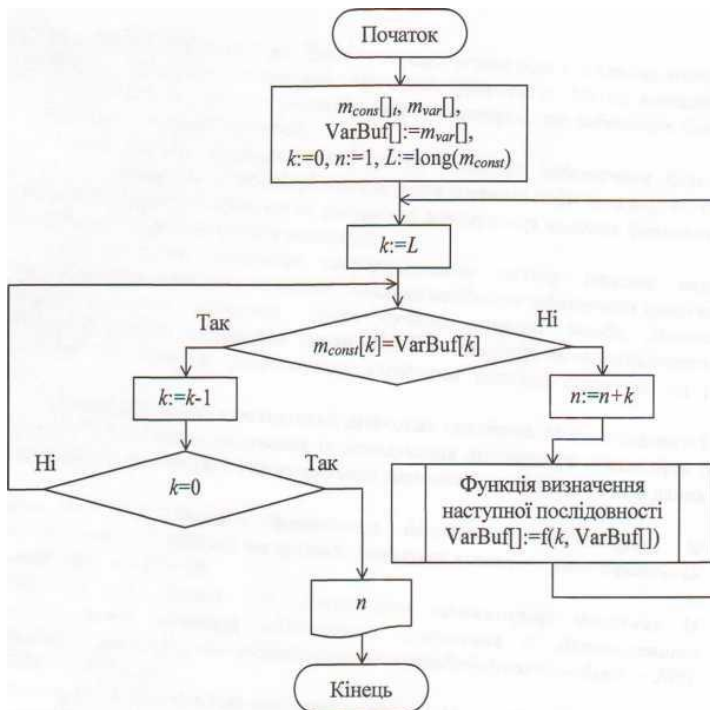 Початок
m_cons[]t, m_var[],
VarBuf[]:=m_var[],
k:=0, n:=1, L:=long(m_const)
k:=L
Так
Ні
m_const[k]=VarBuf[k]
k:=k-1
n:=n+k
Ні
Так
k=0
Функція визначення
наступної послідовності
VarBuf[]:=f(k, VarBuf[])
n
Кінець